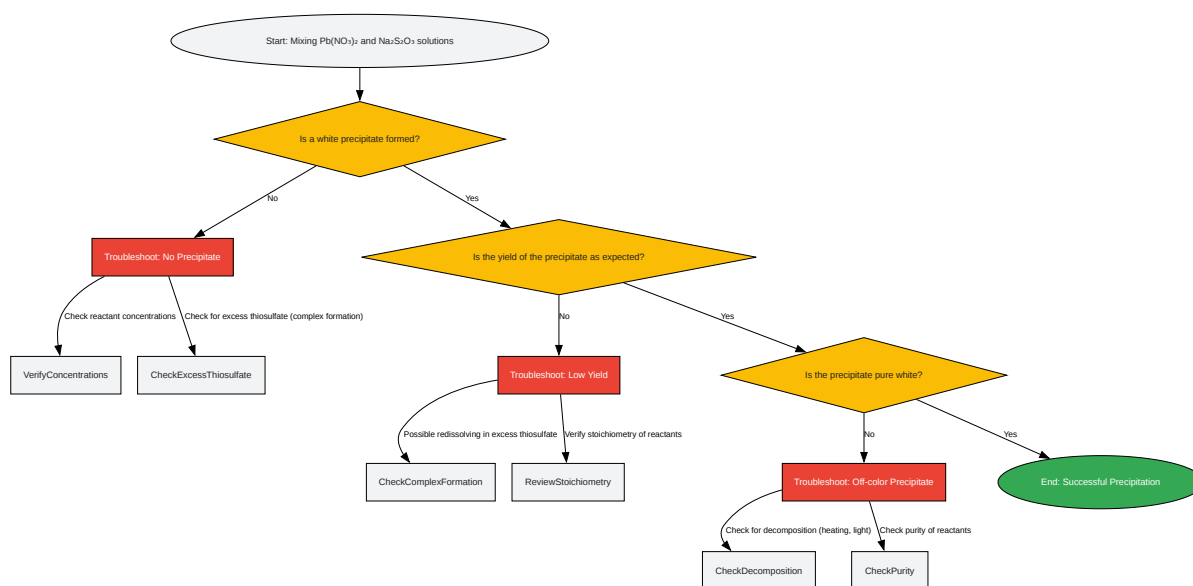 Start: Mixing Pb(NO₃)₂ and Na₂S₂O₃ solutions
Is a white precipitate formed?
No
Yes
Troubleshoot: No Precipitate
Is the yield of the precipitate as expected?
Check reactant concentrations
Check for excess thiosulfate (complex formation)
No
Yes
VerifyConcentrations
CheckExcessThiosulfate
Troubleshoot: Low Yield
Is the precipitate pure white?
Possible redissolving in excess thiosulfate
Verify stoichiometry of reactants
No
Yes
CheckComplexFormation
ReviewStoichiometry
Troubleshoot: Off-color Precipitate
End: Successful Precipitation
Check for decomposition (heating, light)
Check purity of reactants
CheckDecomposition
CheckPurity